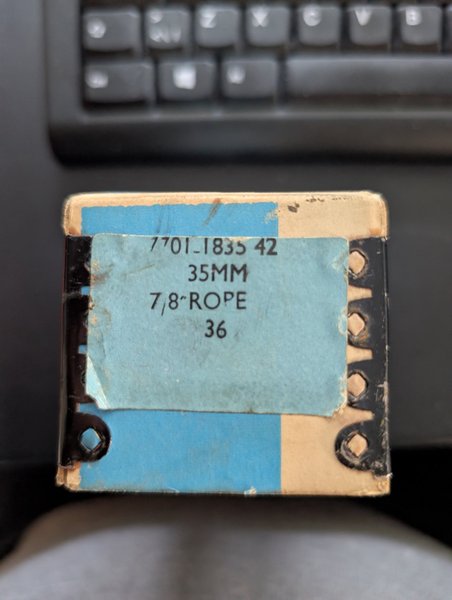 7701-1835 42
35MM
7/8" ROPE
36
Z X C V B